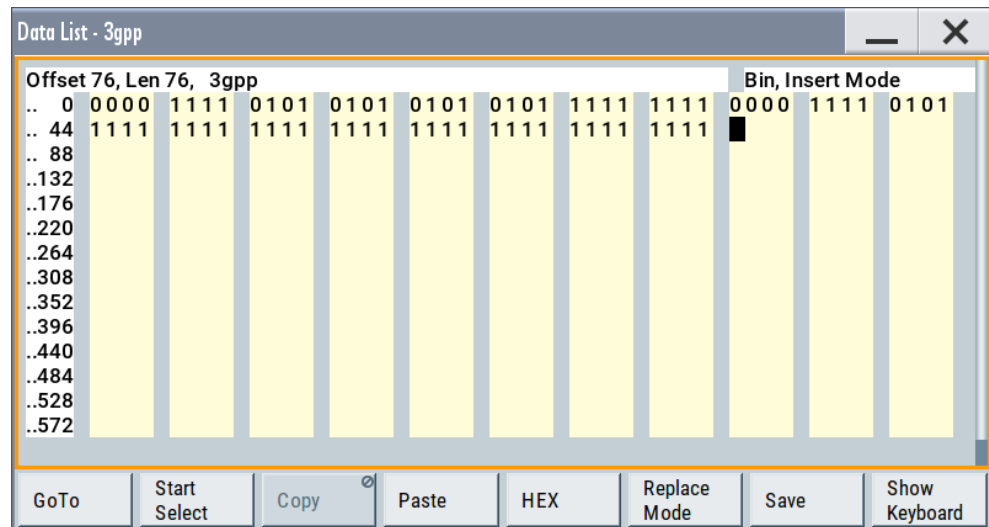 Data List - 3gpp
Offset 76, Len 76, 3gpp Bin, Insert Mode
.. 0 0000 1111 0101 0101 0101 0101 1111 1111 0000 1111 0101
.. 44 1111 1111 1111 1111 1111 1111 1111 1111
.. 88
..132
..176
..220
..264
..308
..352
..396
..440
..484
..528
..572
GoTo Start Select Copy Paste HEX Replace Mode Save Show Keyboard